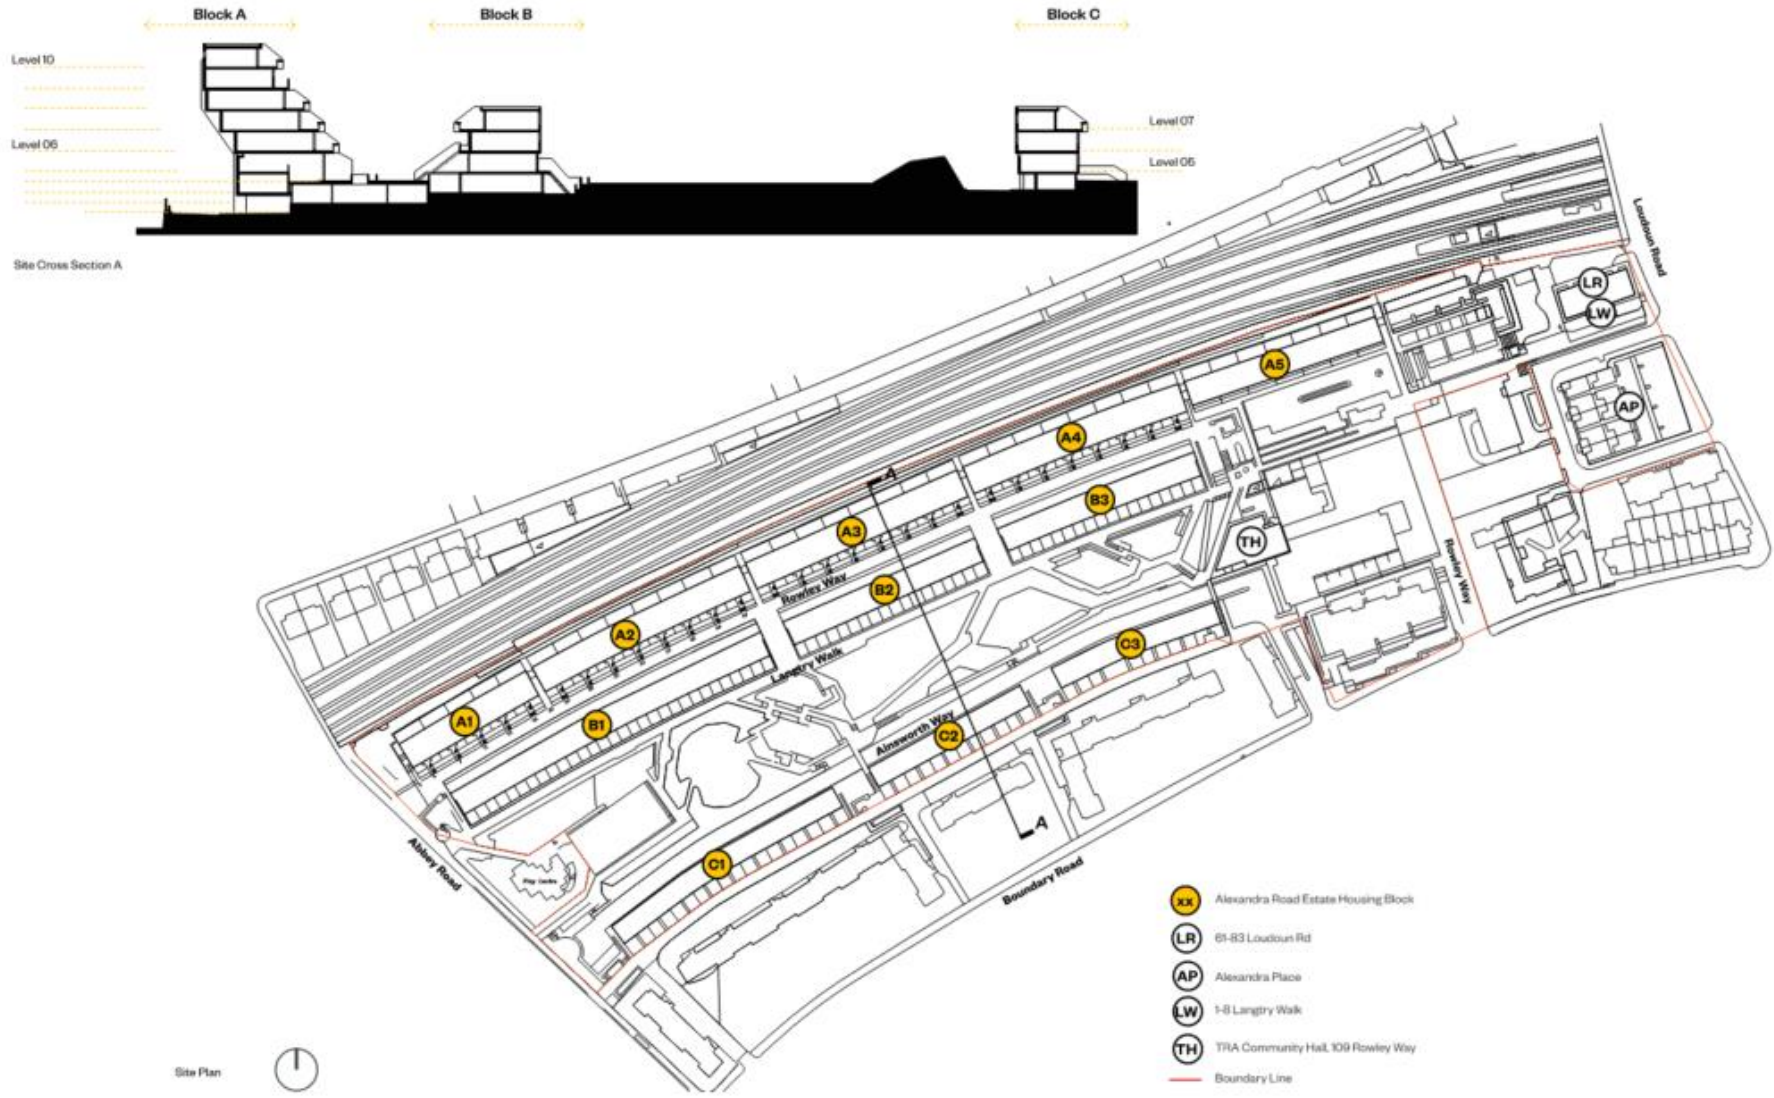 Block A
Block B
Block C
Level 10
Level 06
Level 07
Level 05
Site Cross Section A
Loudoun Road
LR
LW
AP
A5
A4
A
B3
A3
TH
Rowley Way
B2
Rowley Way
A2
C3
Langtry Walk
A1
B1
Ainsworth Way
C2
A
Abbey Road
C1
Boundary Road
xx Alexandra Road Estate Housing Block
LR 61-83 Loudoun Rd
AP Alexandra Place
LW 1-8 Langtry Walk
TH TRA Community Hall, 109 Rowley Way
Boundary Line
Site Plan